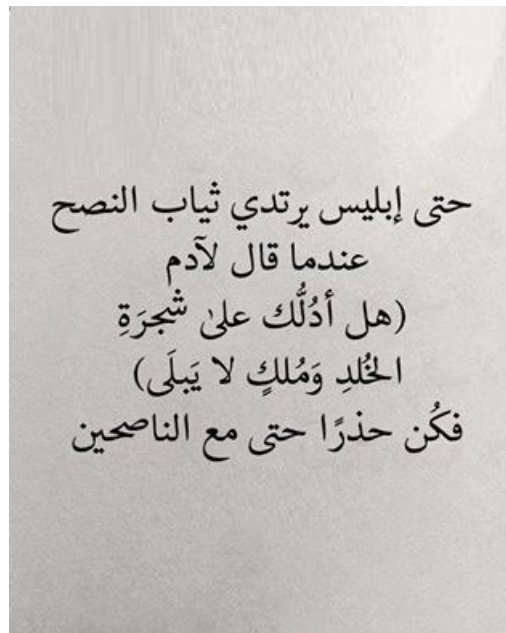 حتى إبليس يرتدي ثياب النصح
عندما قال لآدم
(هل أدُلُّك علىٰ شجرَةِ
الخُلدِ وَمُلكٍ لا يَبلَى)
فكُن حذرًا حتى مع الناصحين